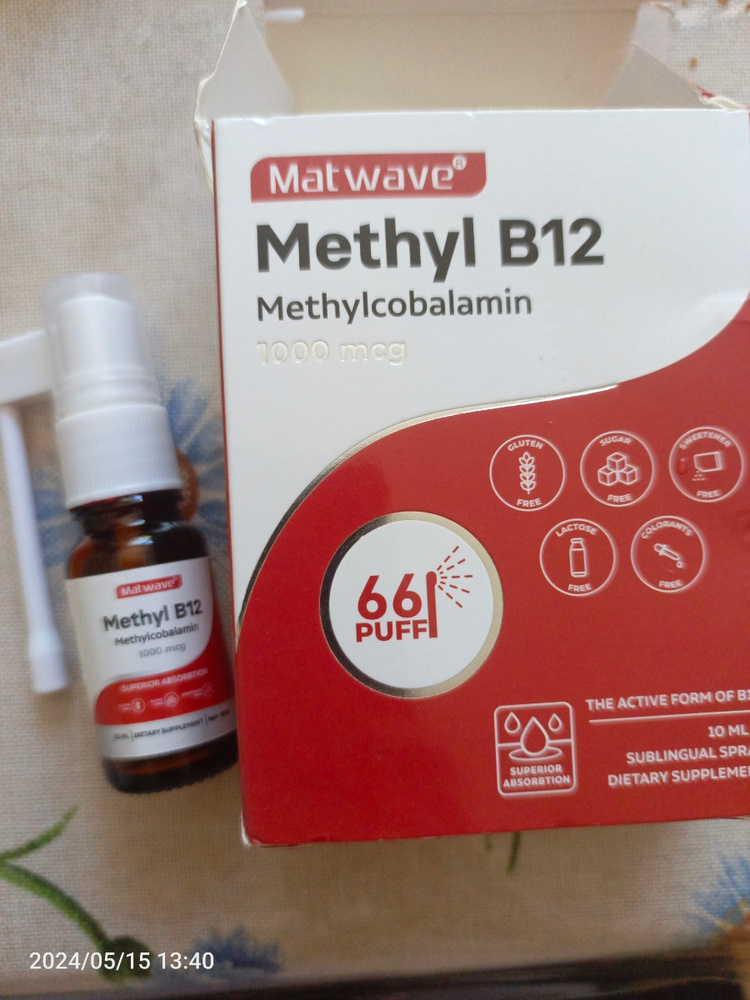 Matwave®
Methyl B12
Methylcobalamin
1000 mcg
GLUTEN FREE
SUGAR FREE
SWEETENER FREE
LACTOSE FREE
COLORANTS FREE
66
PUFF
SUPERIOR
ABSORBTION
THE ACTIVE FORM OF B1
10 ML
SUBLINGUAL SPRA
DIETARY SUPPLEMEN
Matwave
Methyl B12
Methylcobalamin
1000 mcg
SUPERIOR ABSORBTION
DIETARY SUPPLEMENT
2024/05/15 13:40